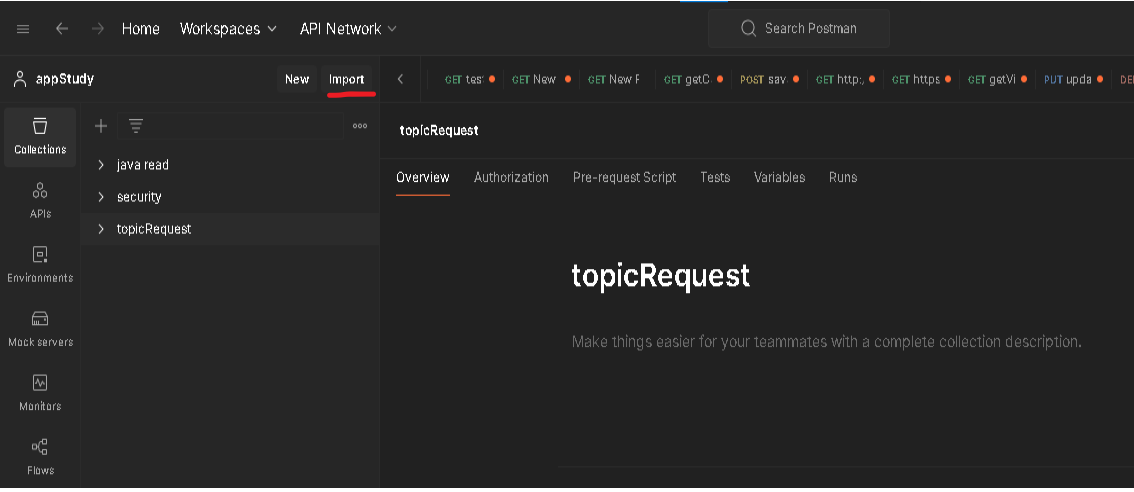 Home Workspaces API Network Search Postman
appStudy New Import
GET tes GET New GET New F GET getC POST sav GET http:, GET https GET getVi PUT upda DEI
Collections
APIs
Environments
Mock servers
Monitors
Flows
java read
security
topicRequest
topicRequest
Overview Authorization Pre-request Script Tests Variables Runs
topicRequest
Make things easier for your teammates with a complete collection description.